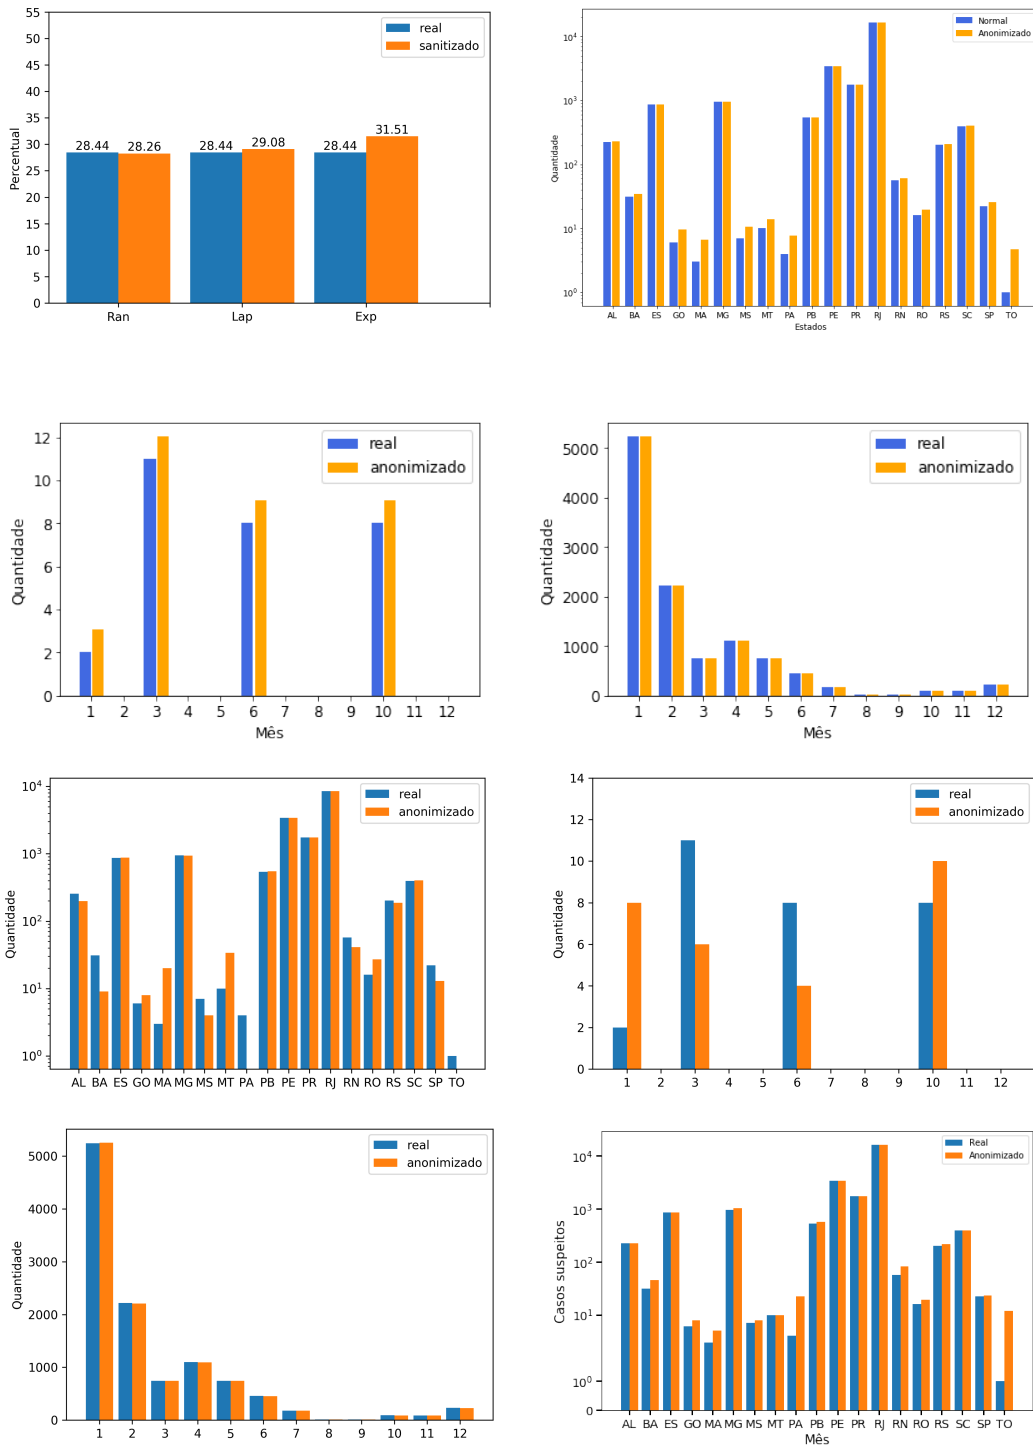 55
50
45
40
35
30
25
20
15
10
5
0
Percentual
real
sanitizado
28.44 28.26 28.44 29.08 28.44 31.51
Ran Lap Exp
10⁴
10³
10²
10¹
10⁰
Quantidade
Normal
Anonimizado
AL BA ES GO MA MG MS MT PA PB PE PR RJ RN RO RS SC SP TO
Estados
12
10
8
6
4
2
0
Quantidade
real
anonimizado
1 2 3 4 5 6 7 8 9 10 11 12
Mês
5000
4000
3000
2000
1000
0
Quantidade
real
anonimizado
1 2 3 4 5 6 7 8 9 10 11 12
Mês
10⁴
10³
10²
10¹
10⁰
Quantidade
real
anonimizado
AL BA ES GO MA MG MS MT PA PB PE PR RJ RN RO RS SC SP TO
14
12
10
8
6
4
2
0
Quantidade
real
anonimizado
1 2 3 4 5 6 7 8 9 10 11 12
5000
4000
3000
2000
1000
0
Quantidade
real
anonimizado
1 2 3 4 5 6 7 8 9 10 11 12
10⁴
10³
10²
10¹
10⁰
0
Casos suspeitos
Real
Anonimizado
AL BA ES GO MA MG MS MT PA PB PE PR RJ RN RO RS SC SP TO
Mês